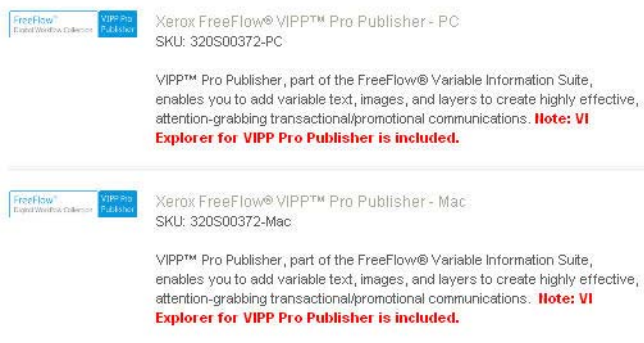 FreeFlow™
Digital Workflow Collection
VIPP Pro
Publisher
Xerox FreeFlow® VIPP™ Pro Publisher - PC
SKU: 320S00372-PC
VIPP™ Pro Publisher, part of the FreeFlow® Variable Information Suite,
enables you to add variable text, images, and layers to create highly effective,
attention-grabbing transactional/promotional communications. Note: VI
Explorer for VIPP Pro Publisher is included.
FreeFlow™
Digital Workflow Collection
VIPP Pro
Publisher
Xerox FreeFlow® VIPP™ Pro Publisher - Mac
SKU: 320S00372-Mac
VIPP™ Pro Publisher, part of the FreeFlow® Variable Information Suite,
enables you to add variable text, images, and layers to create highly effective,
attention-grabbing transactional/promotional communications. Note: VI
Explorer for VIPP Pro Publisher is included.